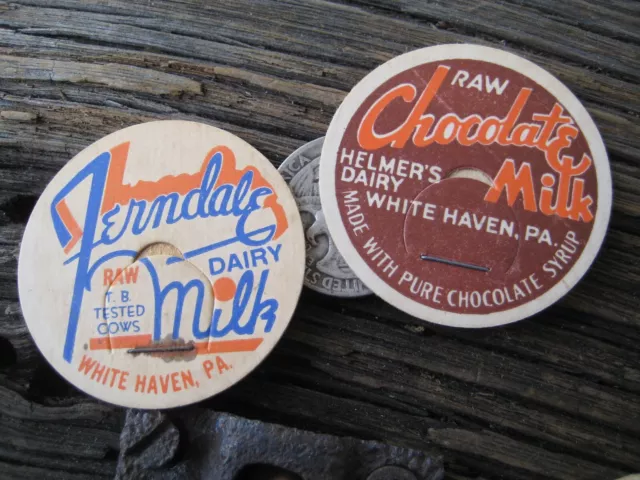 Ferndale
DAIRY
Milk
RAW
T. B.
TESTED
COWS
WHITE HAVEN, PA.
RAW
Chocolate
Milk
HELMER'S
DAIRY
WHITE HAVEN, PA.
MADE WITH PURE CHOCOLATE SYRUP